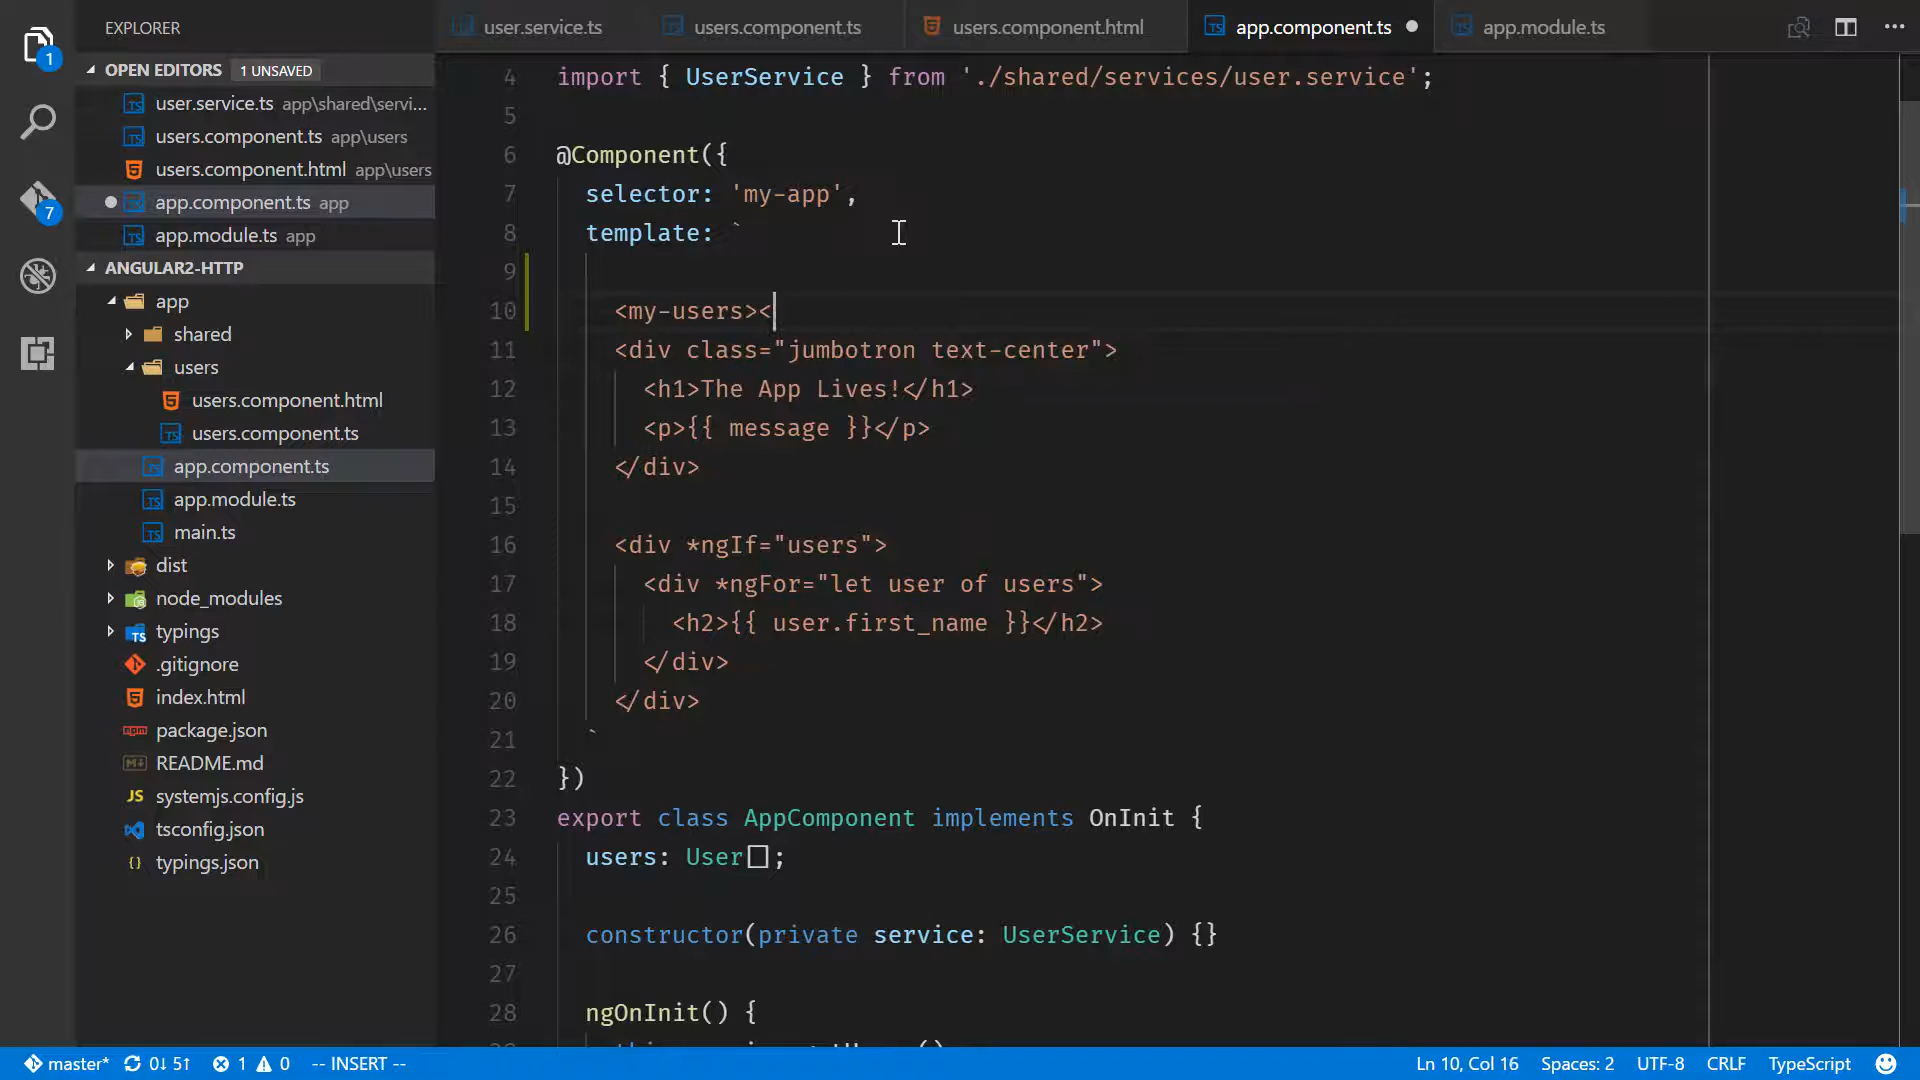 EXPLORER
OPEN EDITORS 1 UNSAVED
user.service.ts app\shared\servi...
users.component.ts app\users
users.component.html app\users
app.component.ts app
app.module.ts app
ANGULAR2-HTTP
app
shared
users
users.component.html
users.component.ts
app.component.ts
app.module.ts
main.ts
dist
node_modules
typings
.gitignore
index.html
package.json
README.md
systemjs.config.js
tsconfig.json
typings.json
1
7
user.service.ts users.component.ts users.component.html app.component.ts app.module.ts
4 import { UserService } from './shared/services/user.service';
5
6 @Component({
7 selector: 'my-app',
8 template: `
9
10 <my-users><
11 <div class="jumbotron text-center">
12 <h1>The App Lives!</h1>
13 <p>{{ message }}</p>
14 </div>
15
16 <div *ngIf="users">
17 <div *ngFor="let user of users">
18 <h2>{{ user.first_name }}</h2>
19 </div>
20 </div>
21 `
22 })
23 export class AppComponent implements OnInit {
24 users: User[];
25
26 constructor(private service: UserService) {}
27
28 ngOnInit() {
master* 0↓ 5↑ 1 0 -- INSERT -- Ln 10, Col 16 Spaces: 2 UTF-8 CRLF TypeScript